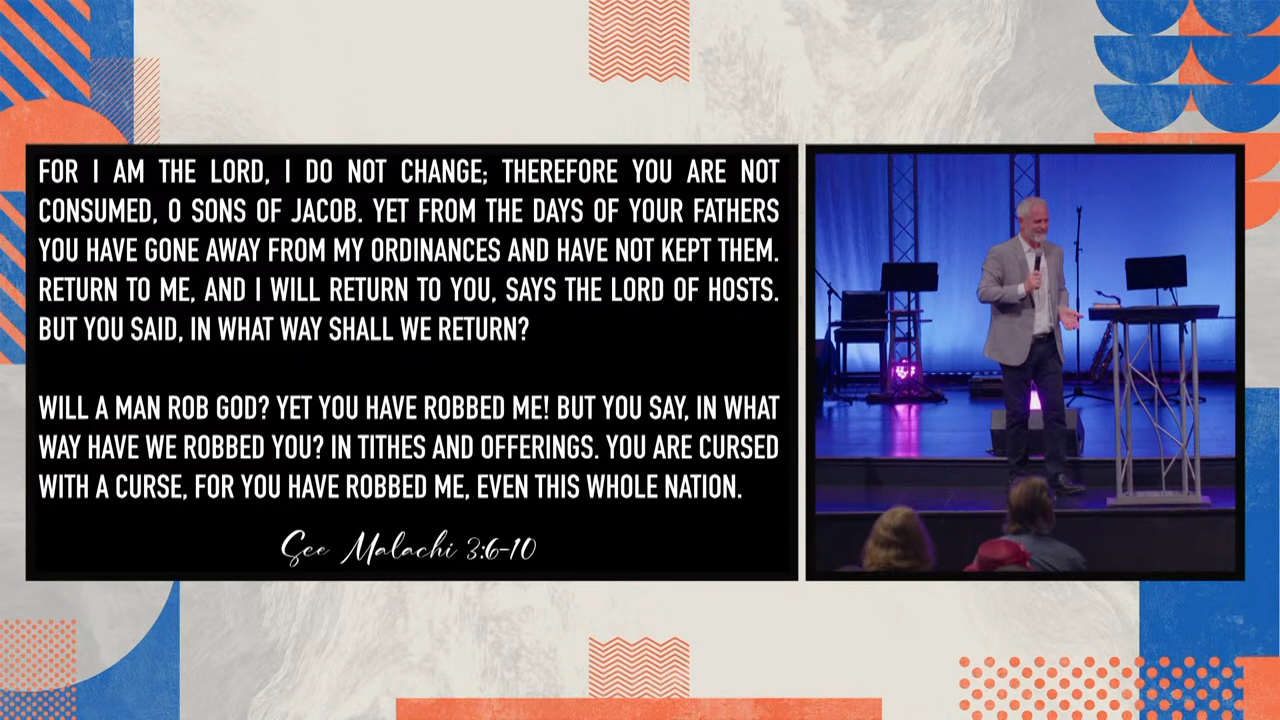 FOR I AM THE LORD, I DO NOT CHANGE; THEREFORE YOU ARE NOT
CONSUMED, O SONS OF JACOB. YET FROM THE DAYS OF YOUR FATHERS
YOU HAVE GONE AWAY FROM MY ORDINANCES AND HAVE NOT KEPT THEM.
RETURN TO ME, AND I WILL RETURN TO YOU, SAYS THE LORD OF HOSTS.
BUT YOU SAID, IN WHAT WAY SHALL WE RETURN?
WILL A MAN ROB GOD? YET YOU HAVE ROBBED ME! BUT YOU SAY, IN WHAT
WAY HAVE WE ROBBED YOU? IN TITHES AND OFFERINGS. YOU ARE CURSED
WITH A CURSE, FOR YOU HAVE ROBBED ME, EVEN THIS WHOLE NATION.
See Malachi 3:6-10